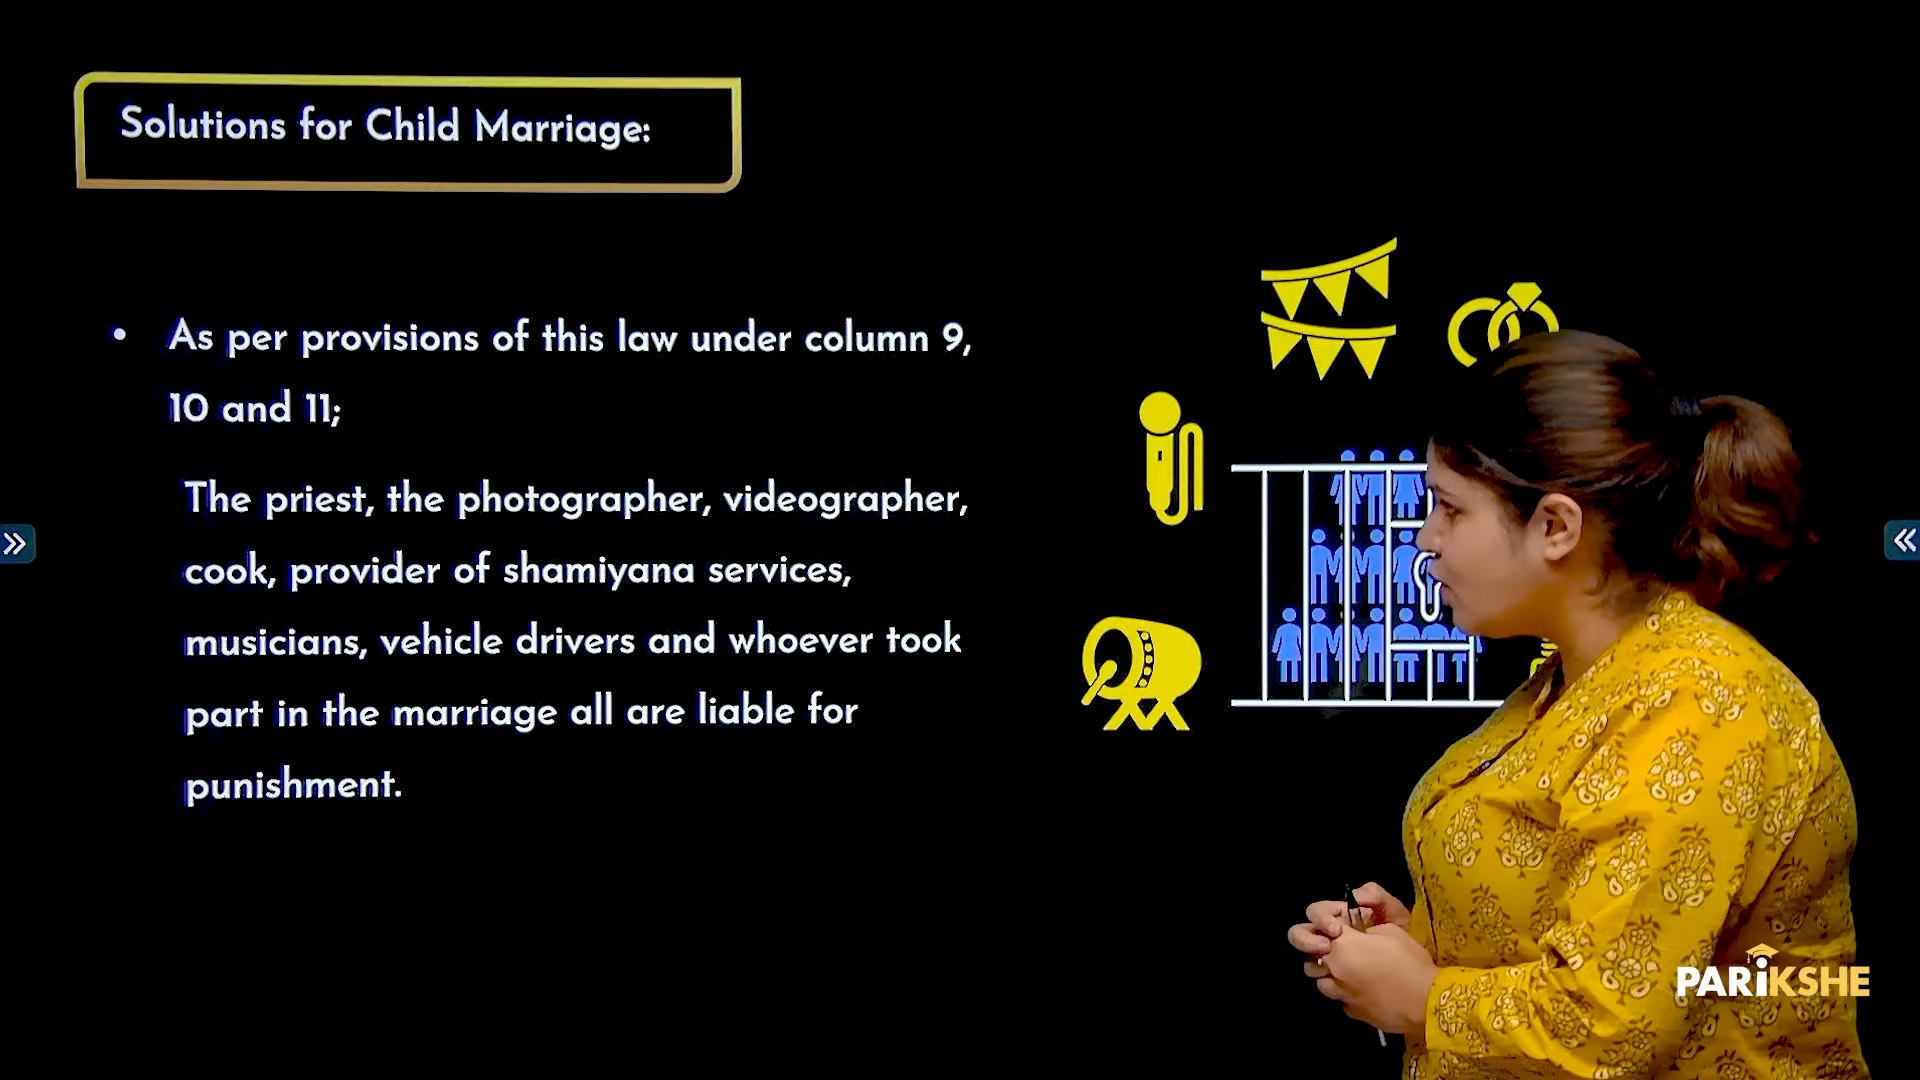 Solutions for Child Marriage:
• As per provisions of this law under column 9,
10 and 11;
The priest, the photographer, videographer,
cook, provider of shamiyana services,
musicians, vehicle drivers and whoever took
part in the marriage all are liable for
punishment.
PARiKSHE